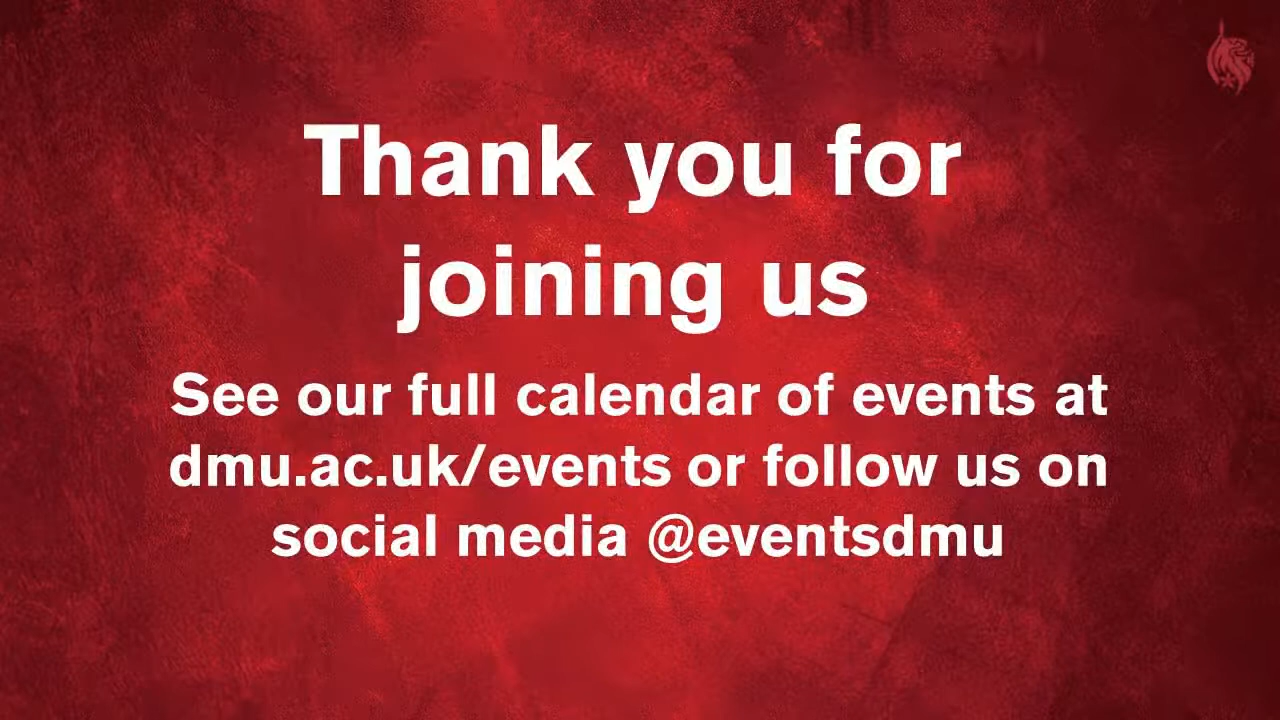 Thank you for
joining us
See our full calendar of events at
dmu.ac.uk/events or follow us on
social media @eventsdmu